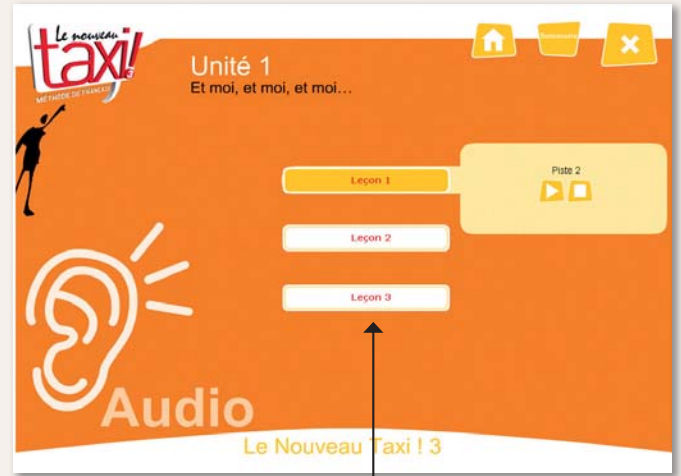 Le nouveau
taxi!
3
MÉTHODE DE FRANÇAIS
Unité 1
Et moi, et moi, et moi…
Sommaire
Leçon 1
Piste 2
Leçon 2
Leçon 3
Audio
Le Nouveau Taxi ! 3